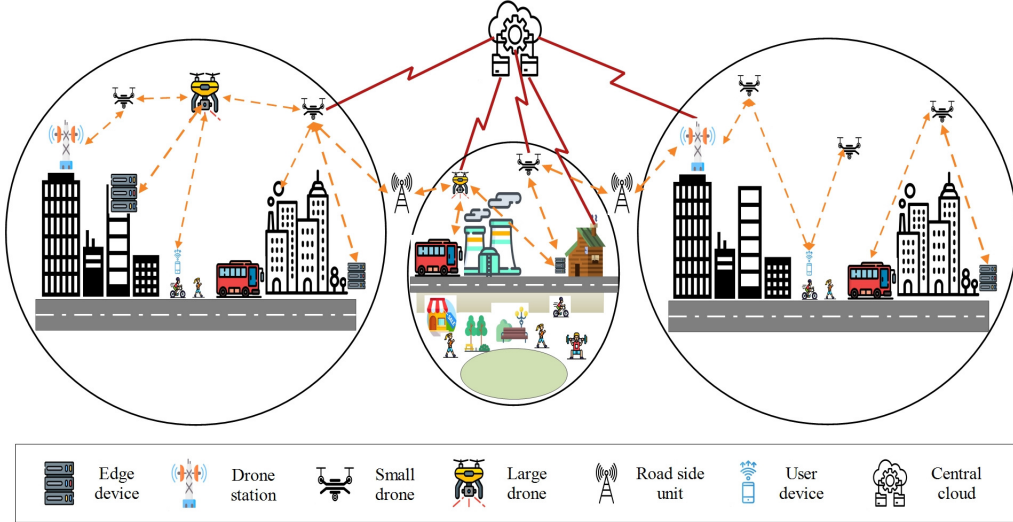 Edge
device
Drone
station
Small
drone
Large
drone
Road side
unit
User
device
Central
cloud